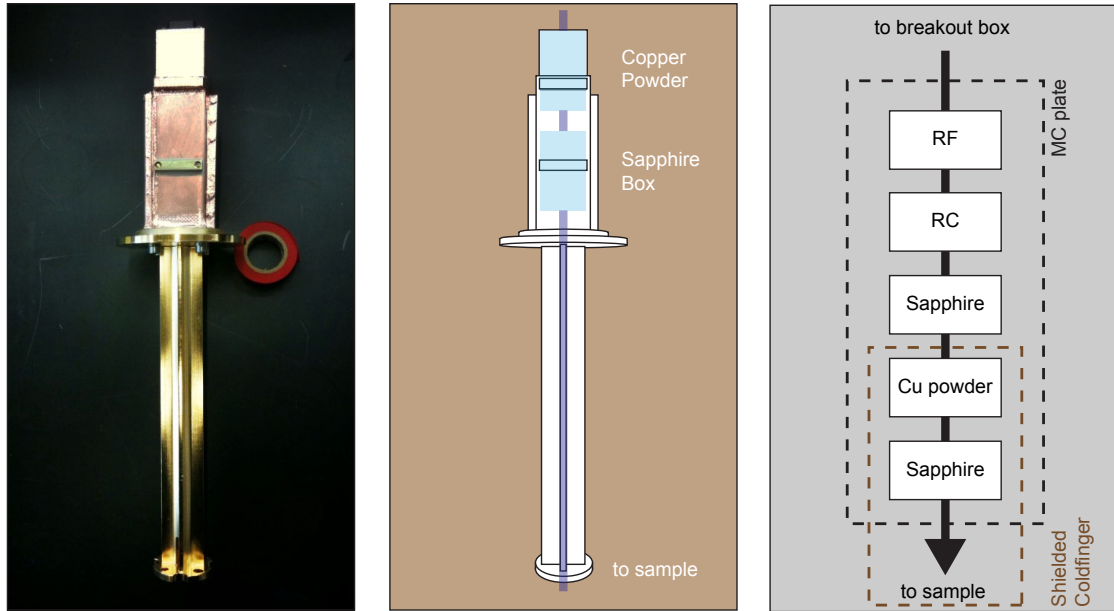 Copper
Powder
Sapphire
Box
to sample
to breakout box
MC plate
RF
RC
Sapphire
Cu powder
Sapphire
Shielded
Coldfinger
to sample